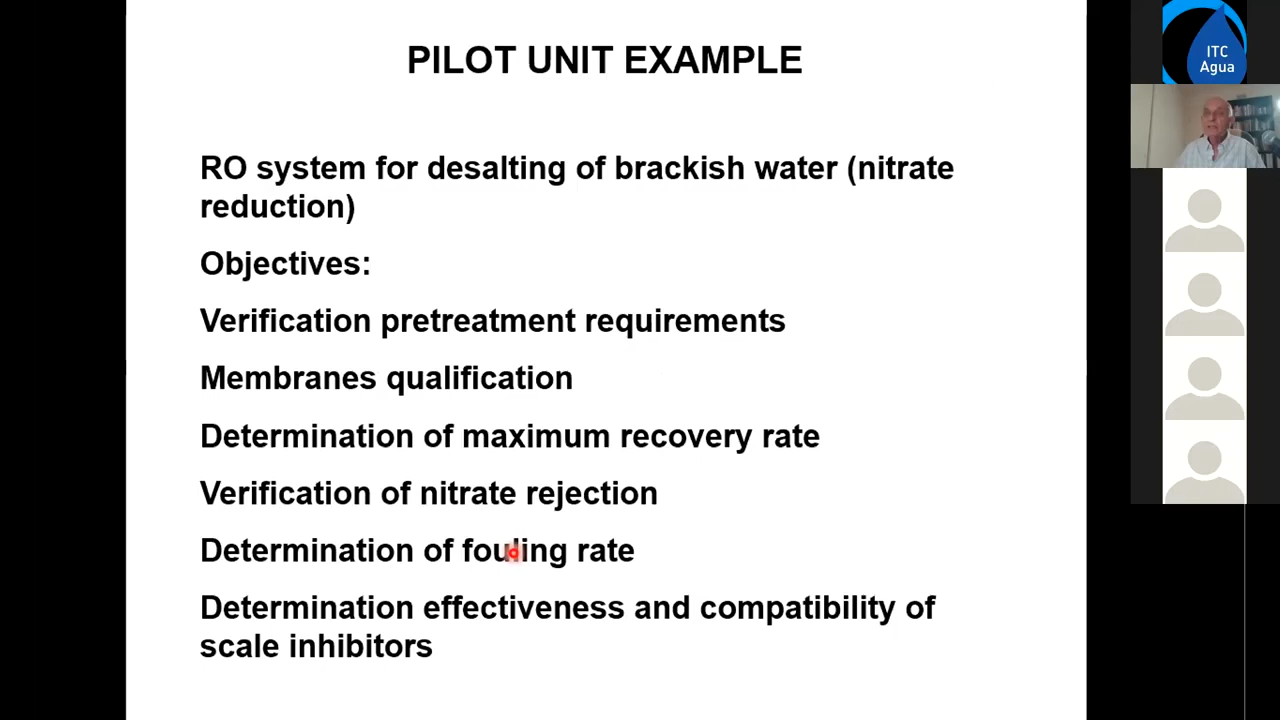 PILOT UNIT EXAMPLE
RO system for desalting of brackish water (nitrate
reduction)
Objectives:
Verification pretreatment requirements
Membranes qualification
Determination of maximum recovery rate
Verification of nitrate rejection
Determination of fouling rate
Determination effectiveness and compatibility of
scale inhibitors
ITC
Agua